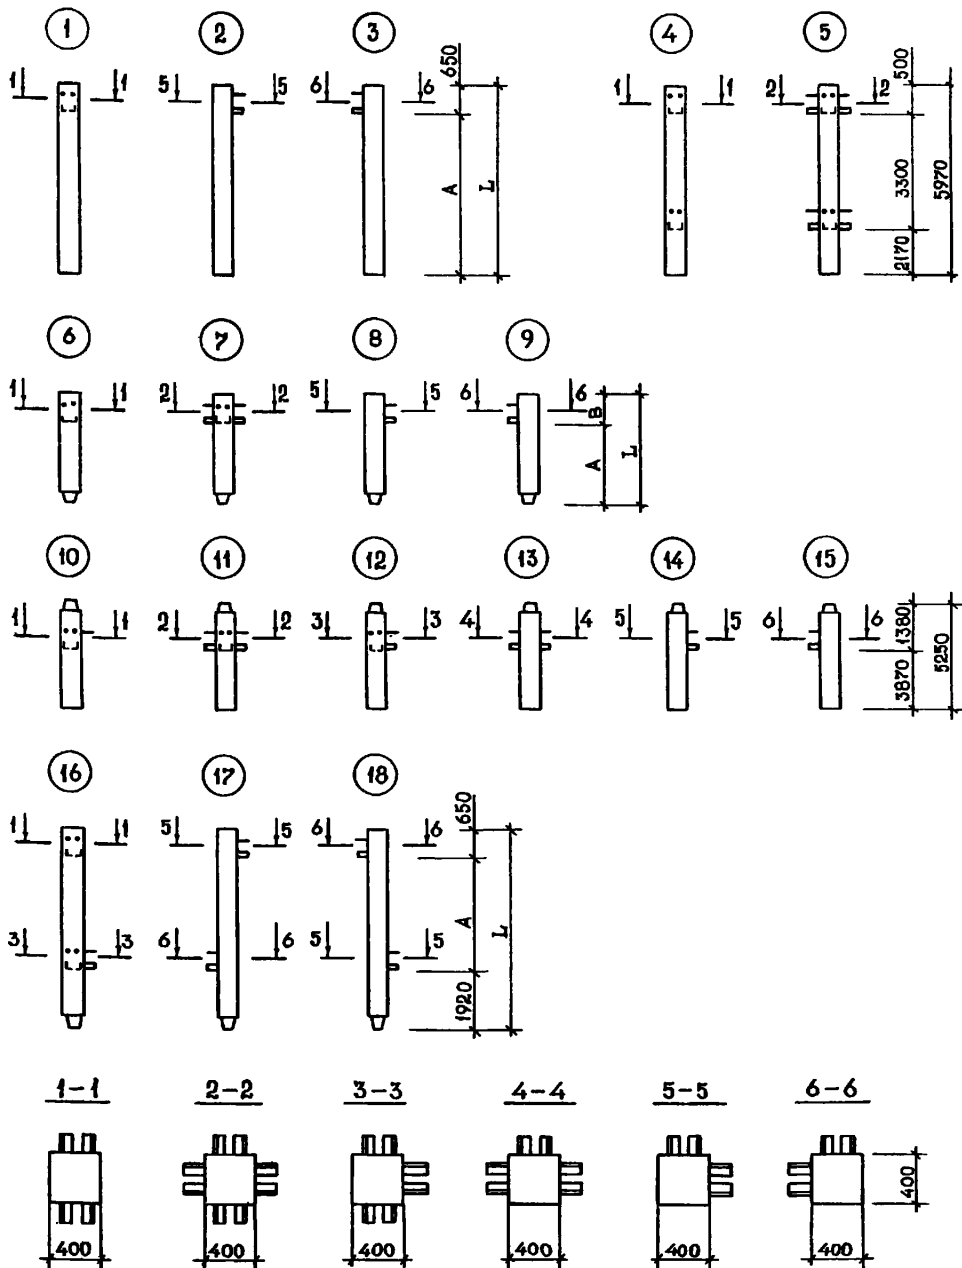 1 2 3 4 5
1 1 5 5 6 6 650 1 1 2 2 500
A L 3300 5970
2170
6 7 8 9
1 1 2 2 5 5 6 6 B
A L
10 11 12 13 14 15
1 1 2 2 3 3 4 4 5 5 6 6 1380
3870 5250
16 17 18
1 1 5 5 6 6 650
A L
3 3 6 6 5 5
1920
1-1 2-2 3-3 4-4 5-5 6-6
400
400 400 400 400 400 400